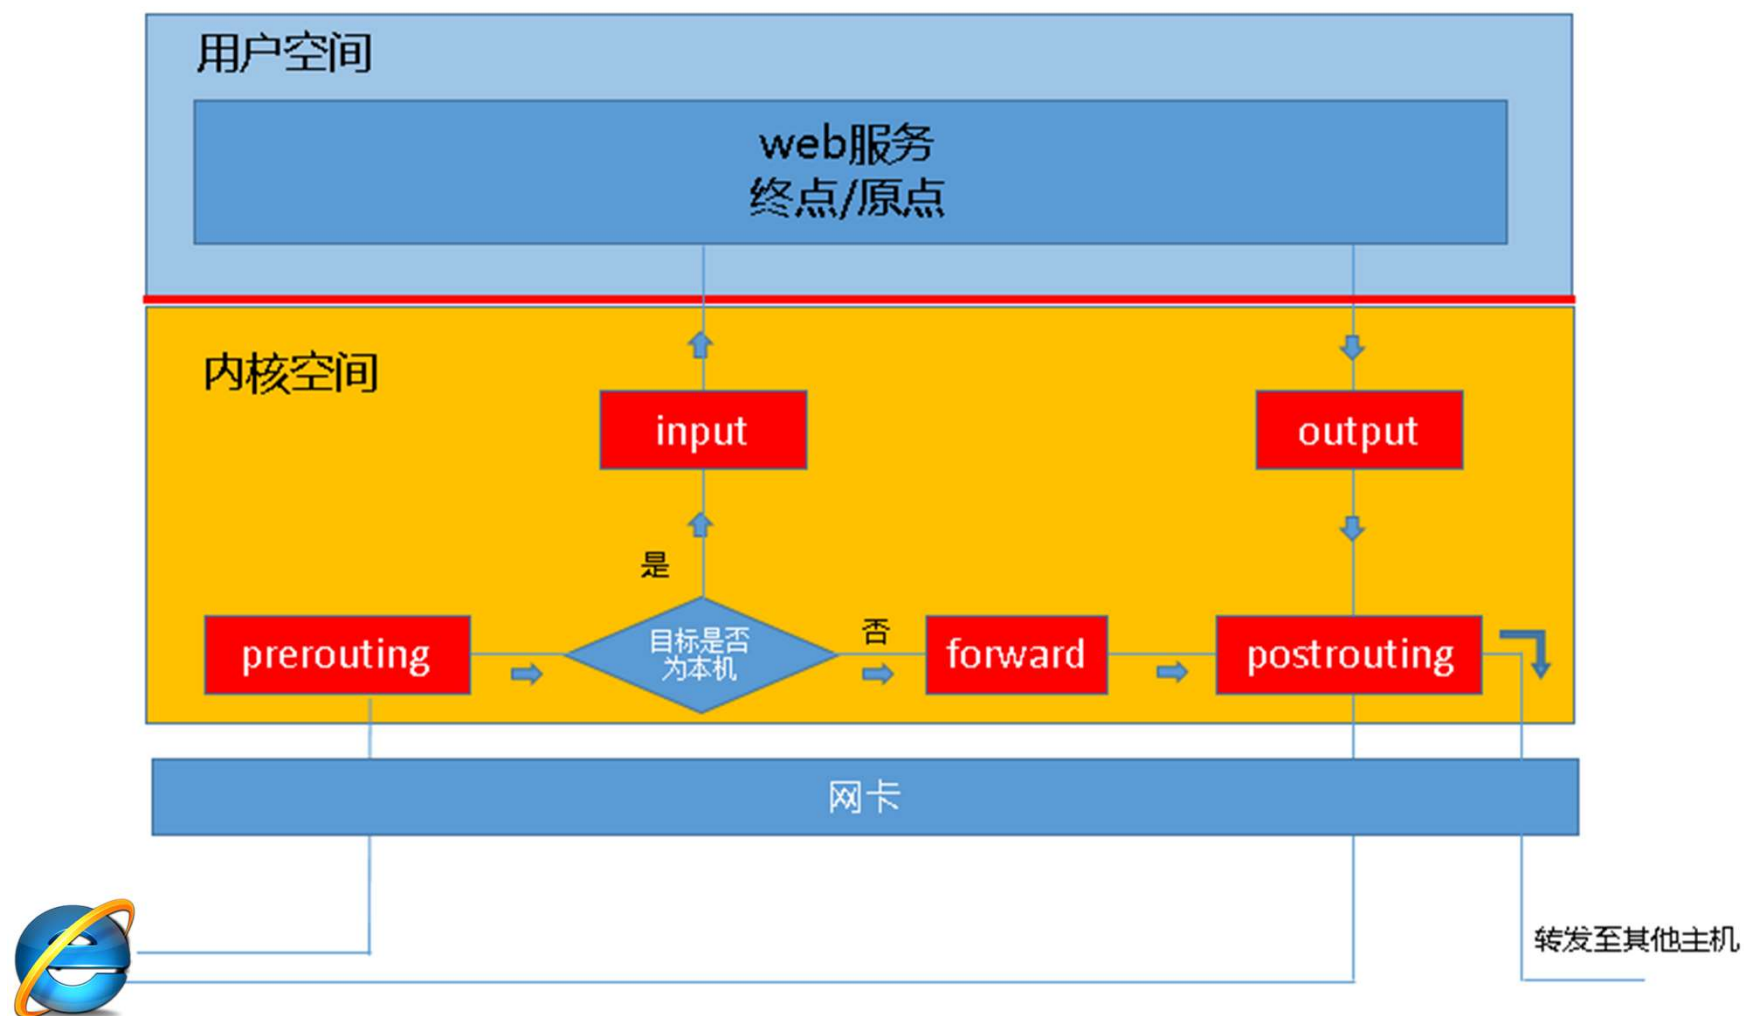 用户空间
web服务
终点/原点
内核空间
input
output
是
prerouting
目标是否
为本机
否
forward
postrouting
网卡
转发至其他主机